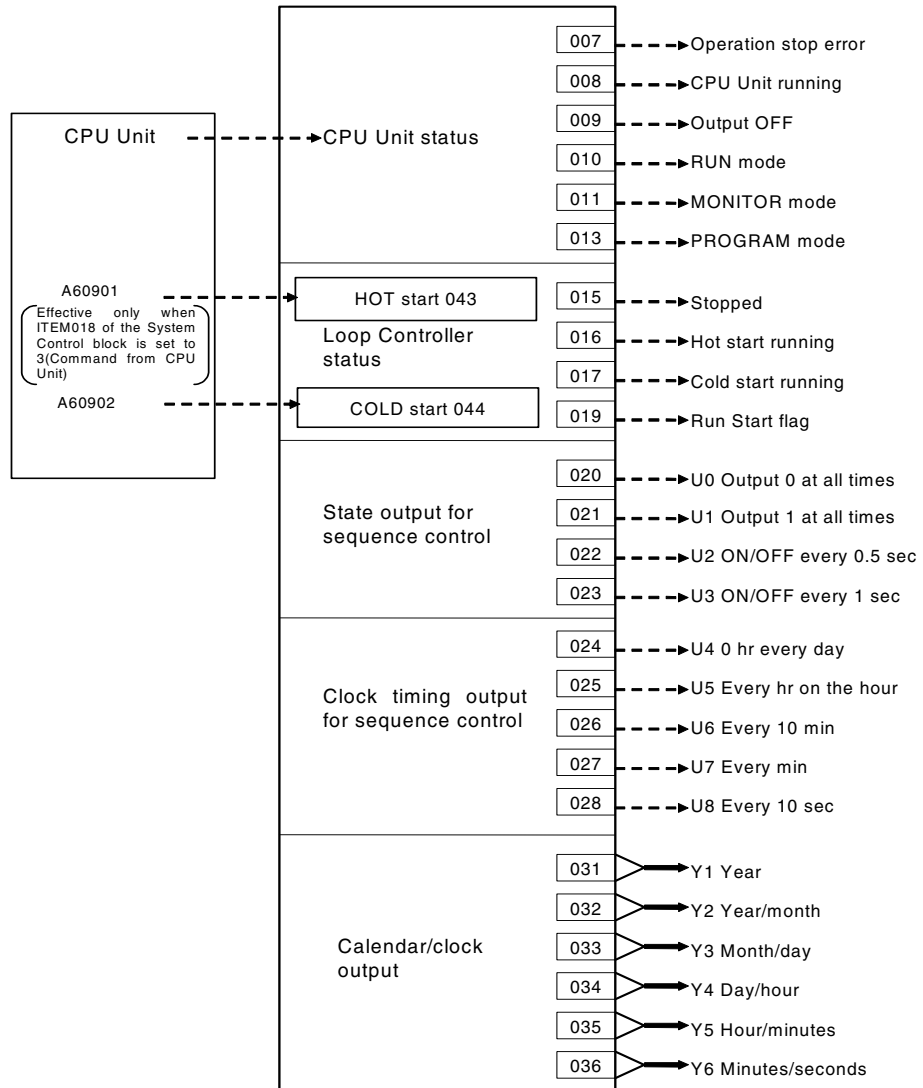 007
Operation stop error
008
CPU Unit running
CPU Unit
CPU Unit status
009
Output OFF
010
RUN mode
011
MONITOR mode
013
PROGRAM mode
A60901
Effective only when
ITEM018 of the System
Control block is set to
3(Command from CPU
Unit)
A60902
HOT start 043
Loop Controller
status
COLD start 044
015
Stopped
016
Hot start running
017
Cold start running
019
Run Start flag
State output for
sequence control
020
U0 Output 0 at all times
021
U1 Output 1 at all times
022
U2 ON/OFF every 0.5 sec
023
U3 ON/OFF every 1 sec
Clock timing output
for sequence control
024
U4 0 hr every day
025
U5 Every hr on the hour
026
U6 Every 10 min
027
U7 Every min
028
U8 Every 10 sec
Calendar/clock
output
031
Y1 Year
032
Y2 Year/month
033
Y3 Month/day
034
Y4 Day/hour
035
Y5 Hour/minutes
036
Y6 Minutes/seconds